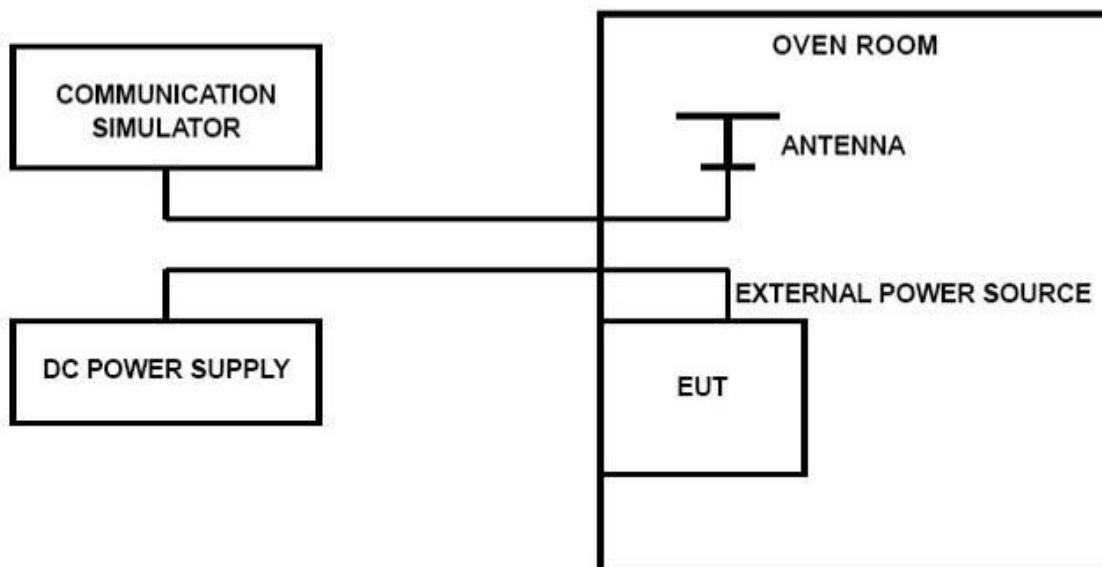 OVEN ROOM
COMMUNICATION
SIMULATOR
ANTENNA
EXTERNAL POWER SOURCE
DC POWER SUPPLY
EUT